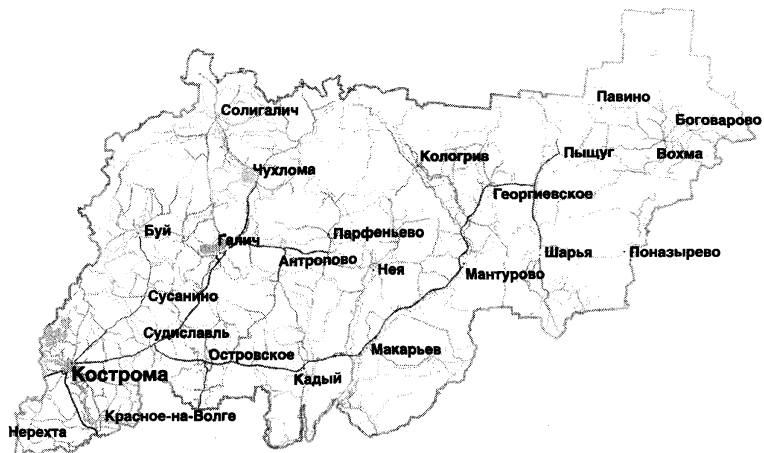 Павино
Солигалич
Боговарово
Кологрив
Пыщуг
Вохма
Чухлома
Георгиевское
Буй
Парфеньево
Галич
Антропово
Шарья
Поназырево
Нея
Мантурово
Сусанино
Судиславль
Островское
Макарьев
Кострома
Кадый
Красное-на-Волге
Нерехта